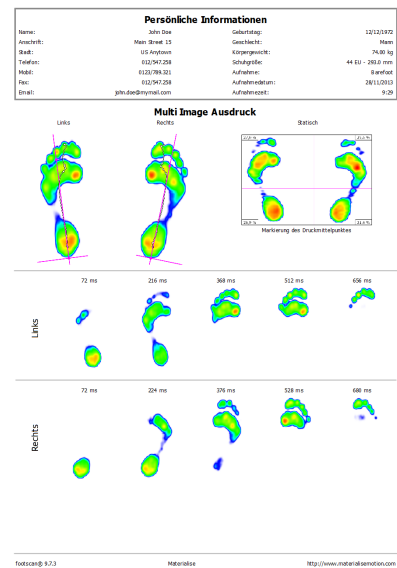 Persönliche Informationen
Name: John Doe Geburtstag: 12/12/1972
Anschrift: Main Street 15 Geschlecht: Mann
Stadt: US Anytown Körpergewicht: 74.00 kg
Telefon: 012/547.258 Schuhgröße: 44 EU - 293.0 mm
Mobil: 0123/789.321 Aufnahme: Barefoot
Fax: 012/547.258 Aufnahmedatum: 28/11/2013
Email: john.doe@mymail.com Aufnahmezeit: 9:29
Multi Image Ausdruck
Links Rechts Statisch
Markierung des Druckmittelpunktes
72 ms 216 ms 368 ms 512 ms 656 ms
Links
72 ms 224 ms 376 ms 528 ms 688 ms
Rechts
footscan® 9.7.3 Materialise http://www.materialisemotion.com